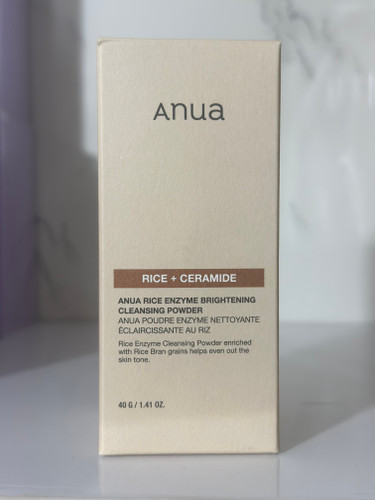 Anua
RICE + CERAMIDE
ANUA RICE ENZYME BRIGHTENING
CLEANSING POWDER
ANUA POUDRE ENZYME NETTOYANTE
ÉCLAIRCISSANTE AU RIZ
Rice Enzyme Cleansing Powder enriched
with Rice Bran grains helps even out the
skin tone.
40 G / 1.41 OZ.